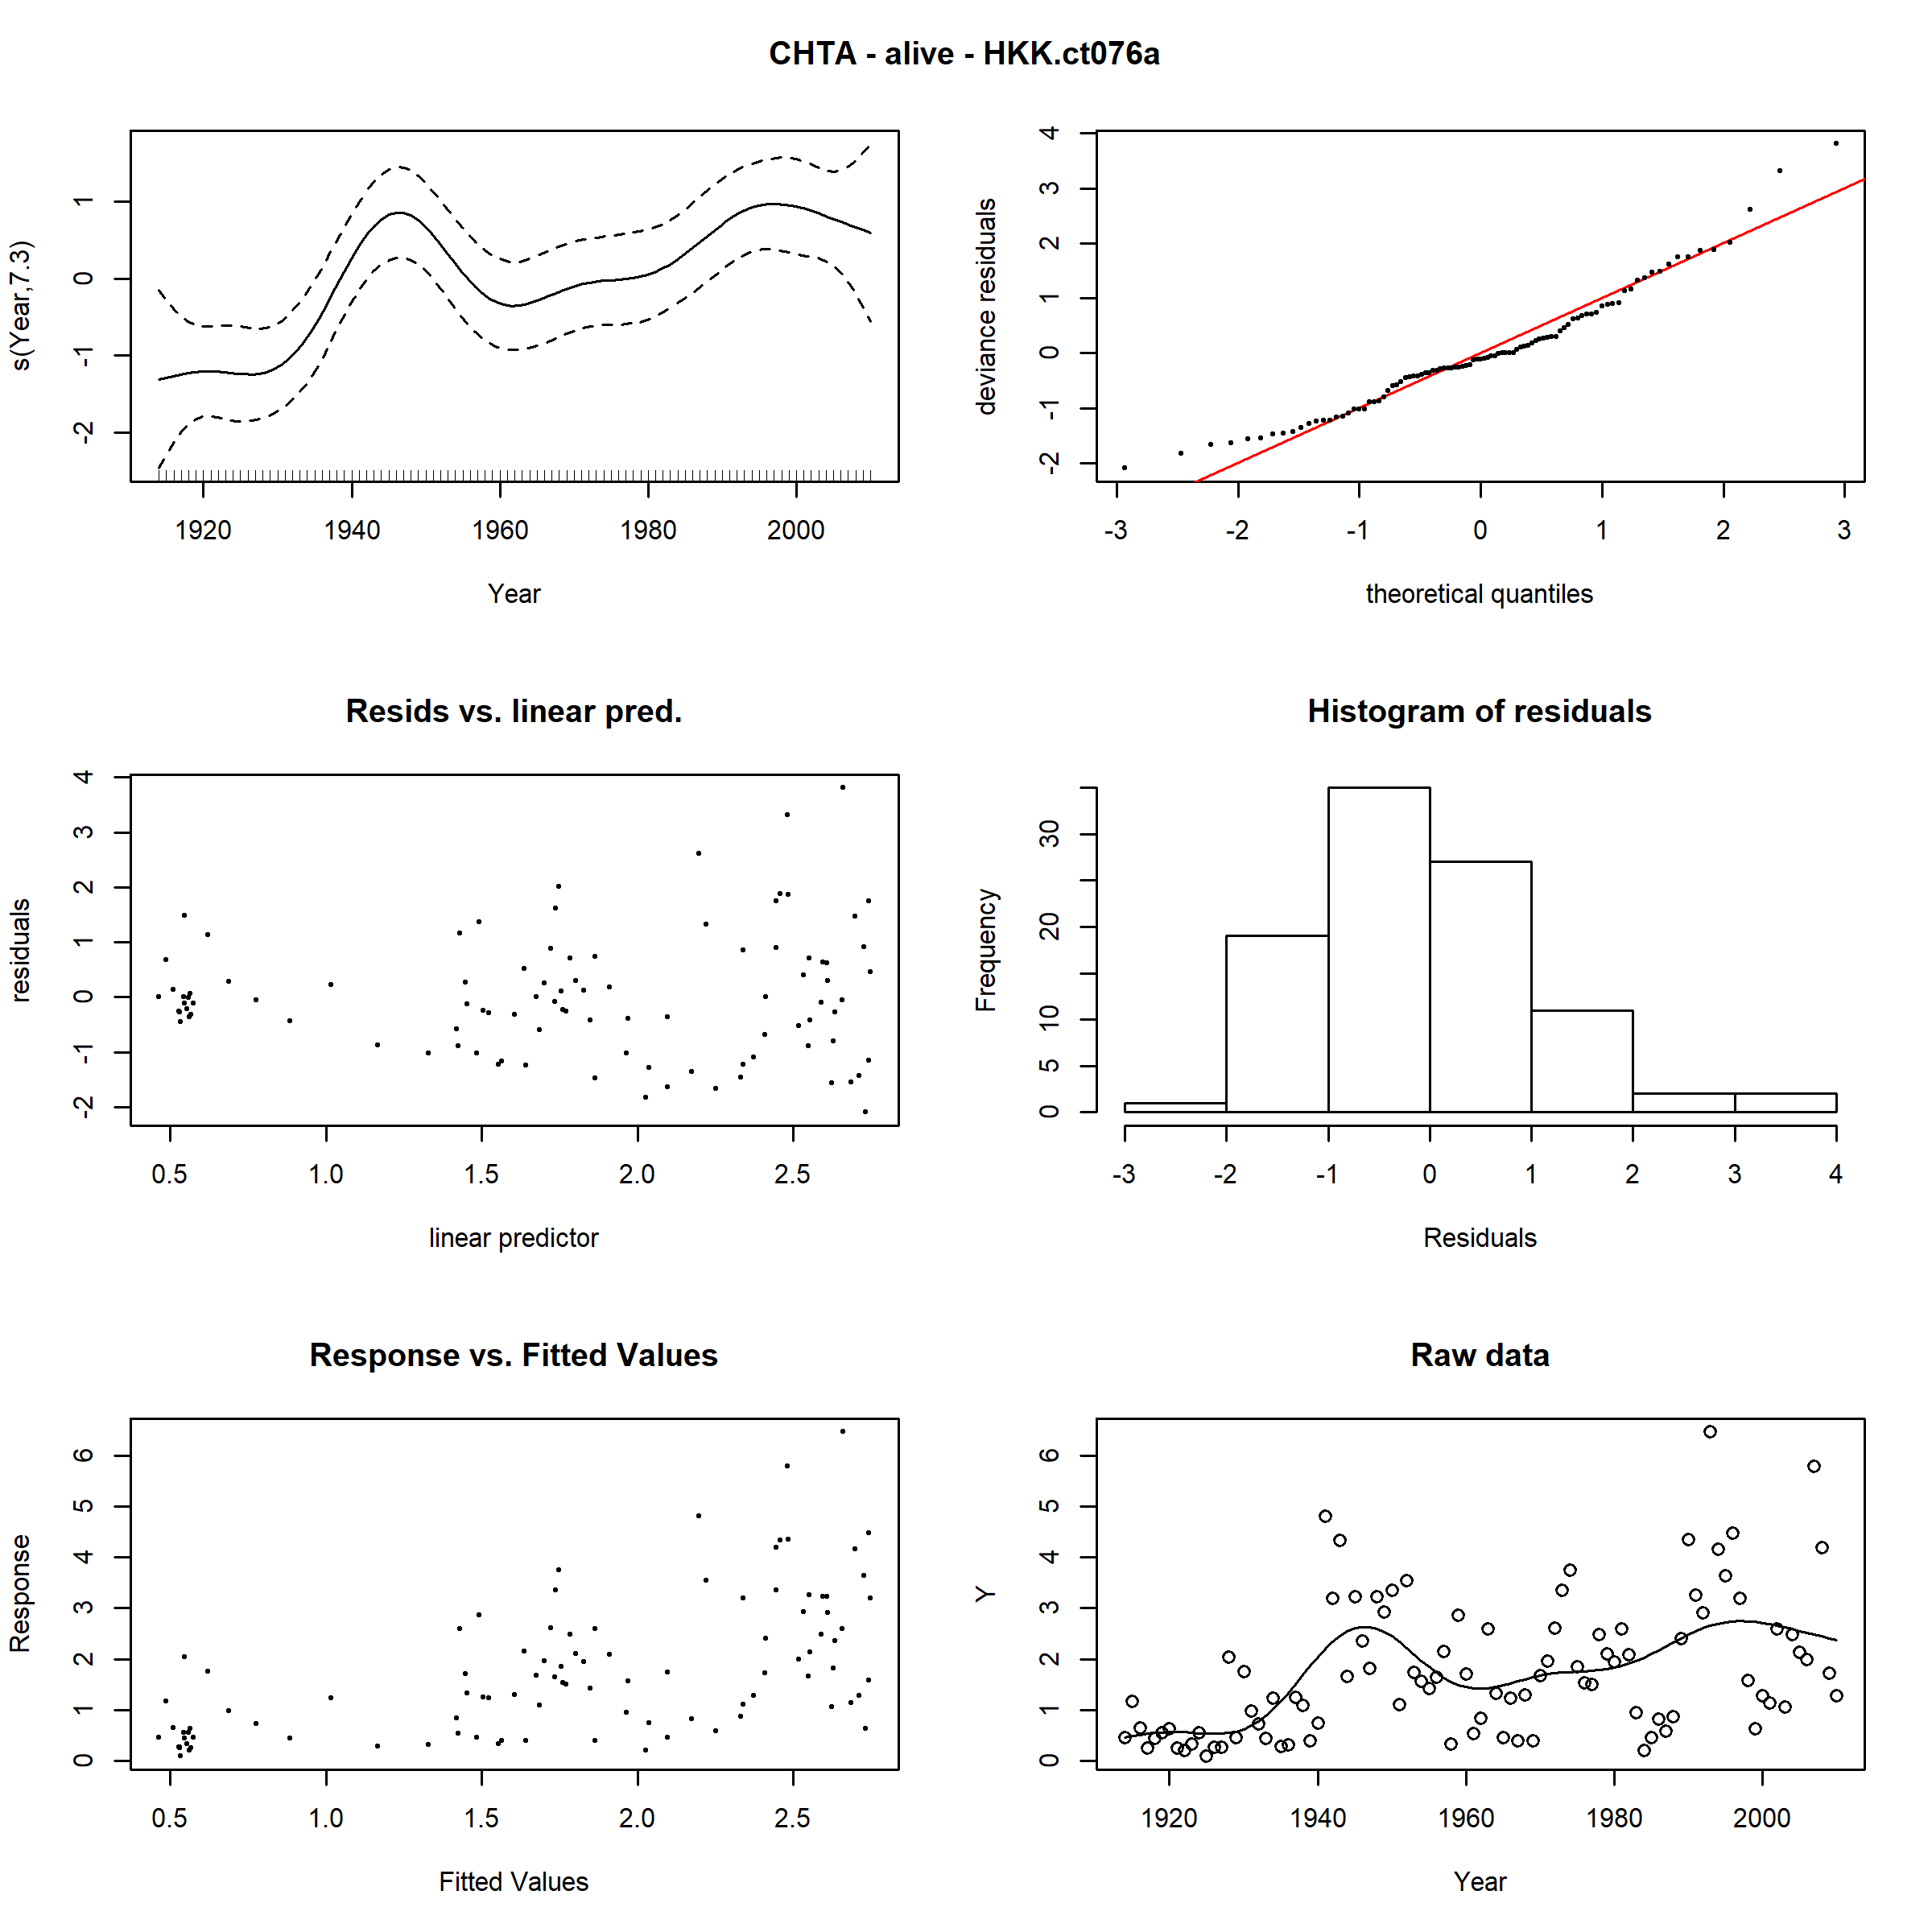 CHTA - alive - HKK.ct076a
s(Year,7.3)
1
0
-1
-2
1920 1940 1960 1980 2000
Year
deviance residuals
4
3
2
1
0
-1
-2
-3 -2 -1 0 1 2 3
theoretical quantiles
Resids vs. linear pred.
residuals
4
3
2
1
0
-1
-2
0.5 1.0 1.5 2.0 2.5
linear predictor
Histogram of residuals
Frequency
30
20
10
5
0
-3 -2 -1 0 1 2 3 4
Residuals
Response vs. Fitted Values
Response
6
5
4
3
2
1
0
0.5 1.0 1.5 2.0 2.5
Fitted Values
Raw data
Y
6
5
4
3
2
1
0
1920 1940 1960 1980 2000
Year